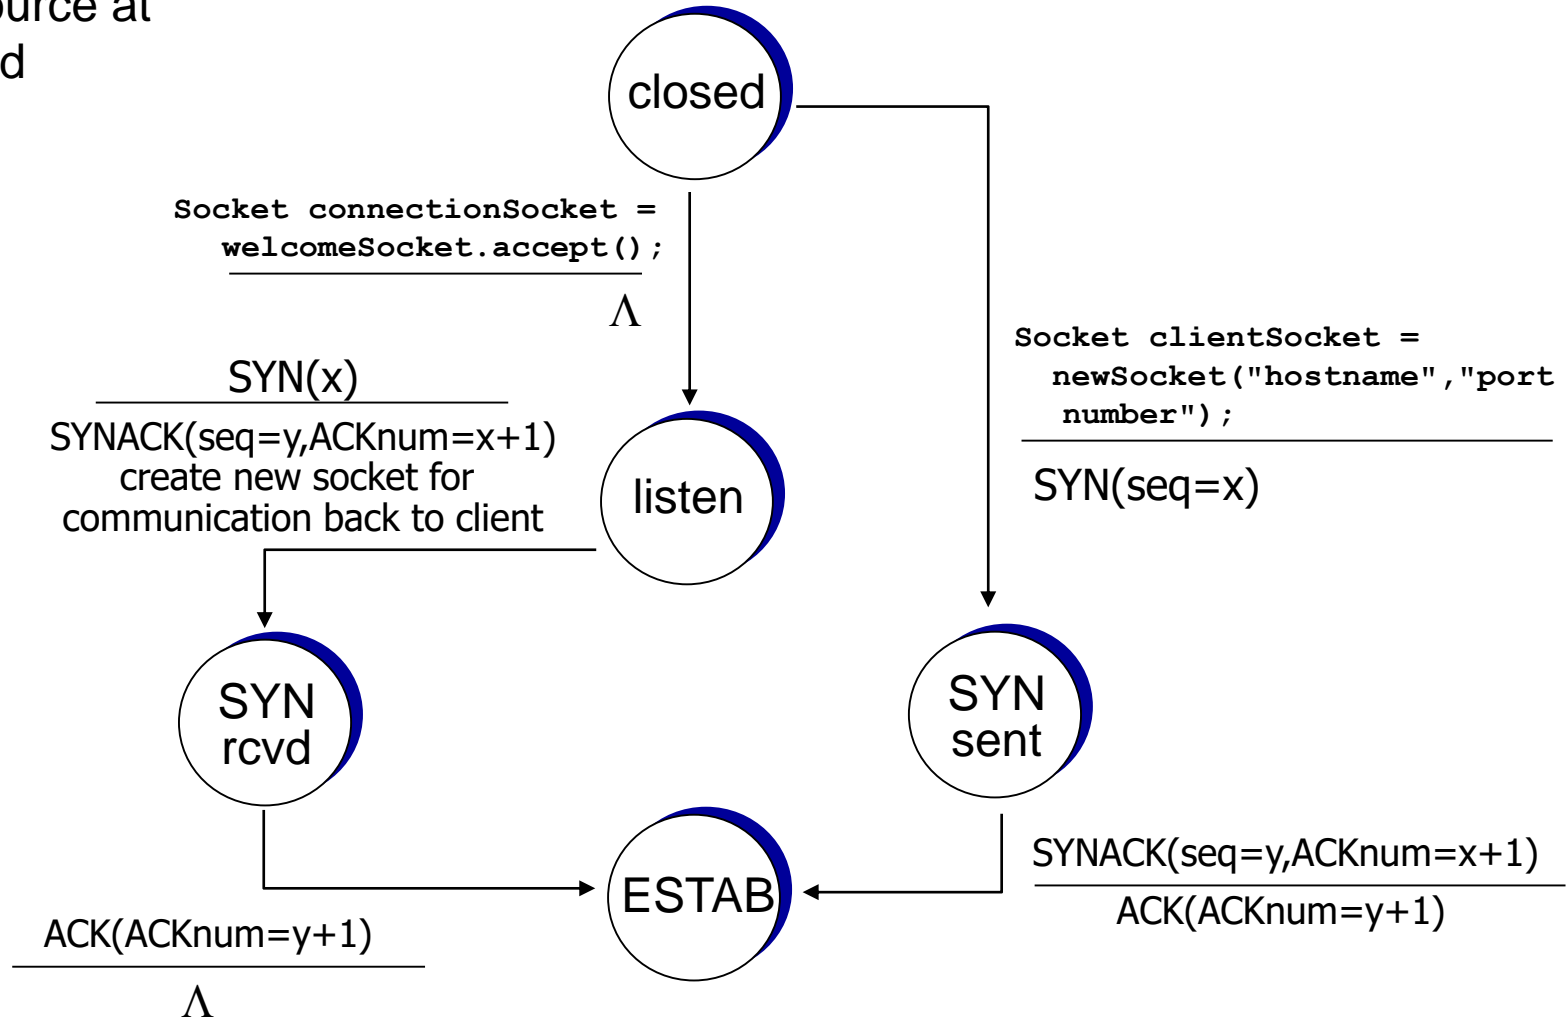 ource at
d
closed
Socket connectionSocket =
welcomeSocket.accept();
Λ
Socket clientSocket =
newSocket("hostname","port
number");
SYN(seq=x)
SYN(x)
SYNACK(seq=y,ACKnum=x+1)
create new socket for
communication back to client
listen
SYN
rcvd
SYN
sent
ESTAB
SYNACK(seq=y,ACKnum=x+1)
ACK(ACKnum=y+1)
ACK(ACKnum=y+1)
Λ